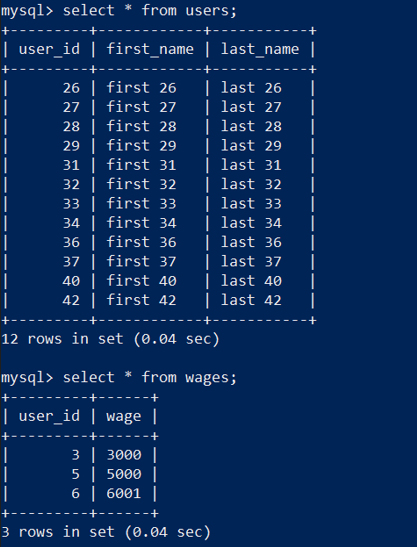 mysql> select * from users;
+---------+------------+-----------+
| user_id | first_name | last_name |
+---------+------------+-----------+
|      26 | first 26   | last 26   |
|      27 | first 27   | last 27   |
|      28 | first 28   | last 28   |
|      29 | first 29   | last 29   |
|      31 | first 31   | last 31   |
|      32 | first 32   | last 32   |
|      33 | first 33   | last 33   |
|      34 | first 34   | last 34   |
|      36 | first 36   | last 36   |
|      37 | first 37   | last 37   |
|      40 | first 40   | last 40   |
|      42 | first 42   | last 42   |
+---------+------------+-----------+
12 rows in set (0.04 sec)
mysql> select * from wages;
+---------+------+
| user_id | wage |
+---------+------+
|       3 | 3000 |
|       5 | 5000 |
|       6 | 6001 |
+---------+------+
3 rows in set (0.04 sec)